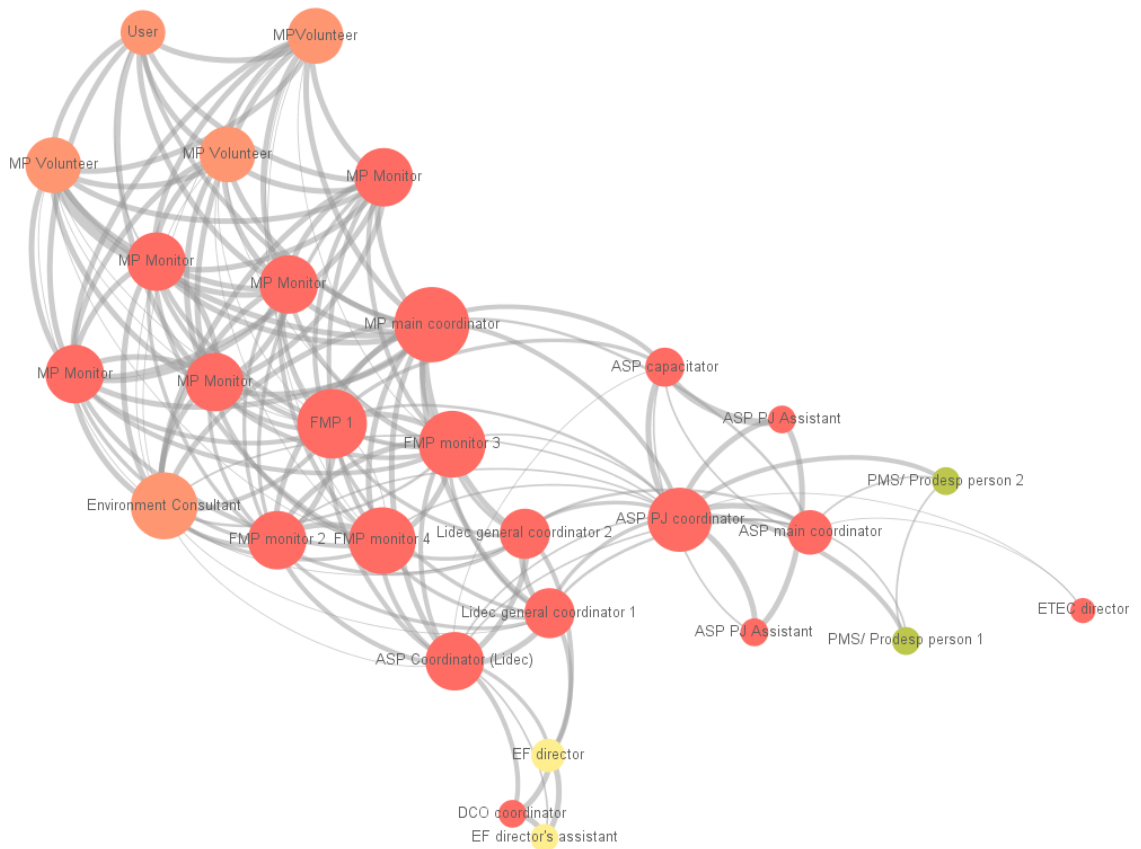 User
MPVolunteer
MP Volunteer
MP Volunteer
MP Monitor
MP Monitor
MP Monitor
MP main coordinator
MP Monitor
MP Monitor
ASP capacitator
FMP 1
ASP PJ Assistant
FMP monitor 3
PMS/ Prodesp person 2
Environment Consultant
ASP PJ coordinator
Lidec general coordinator 2
ASP main coordinator
FMP monitor 2
FMP monitor 4
ETEC director
Lidec general coordinator 1
ASP PJ Assistant
PMS/ Prodesp person 1
ASP Coordinator (Lidec)
EF director
DCO coordinator
EF director's assistant